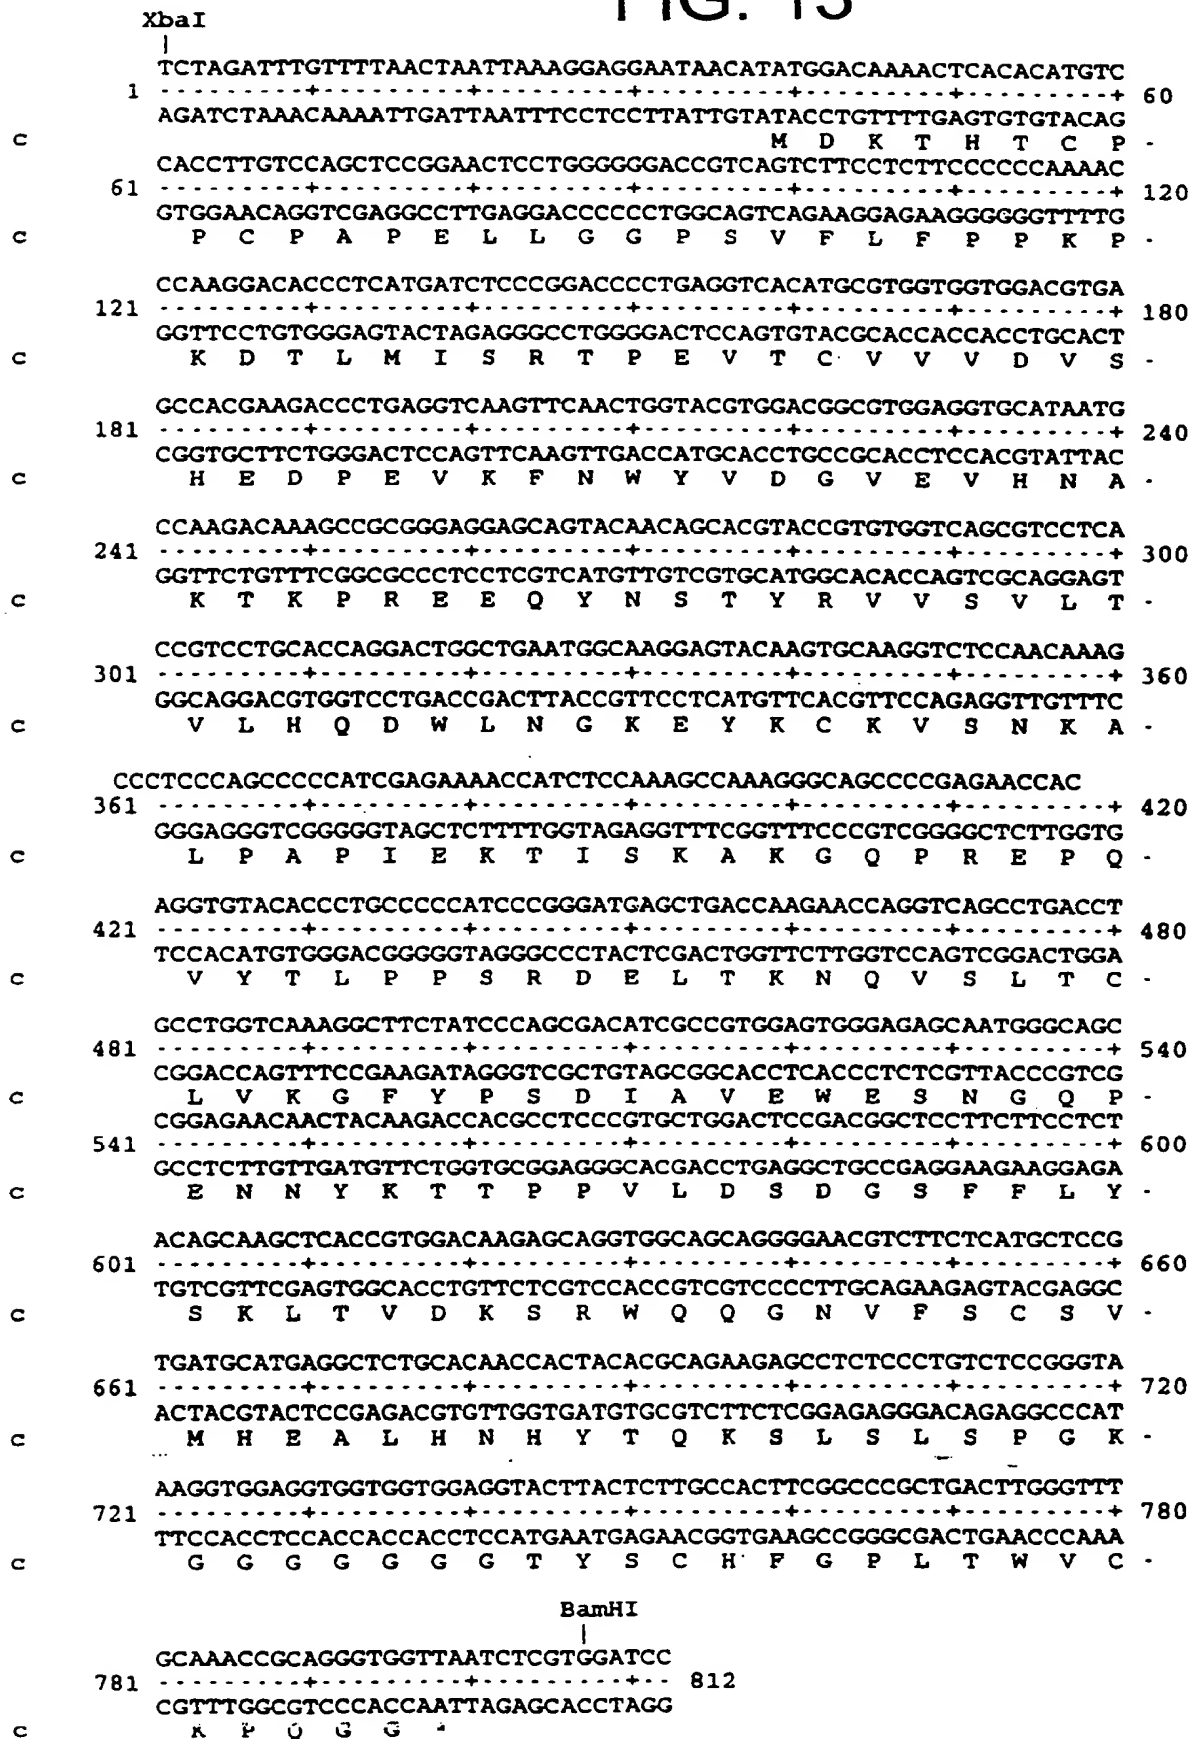 FIG. 13
XbaI
|
TCTAGATTTGTTTTAACTAATTAAAGGAGGAATAACATATGGACAAAACTCACACATGTC
1 ---------+---------+---------+---------+---------+---------+ 60
AGATCTAAACAAAATTGATTAATTTCCTCCTTATTGTATACCTGTTTTGAGTGTGTACAG
c M D K T H T C P -
CACCTTGTCCAGCTCCGGAACTCCTGGGGGGACCGTCAGTCTTCCTCTTCCCCCCAAAAC
61 ---------+---------+---------+---------+---------+---------+ 120
GTGGAACAGGTCGAGGCCTTGAGGACCCCCCTGGCAGTCAGAAGGAGAAGGGGGGTTTTG
c P C P A P E L L G G P S V F L F P P K P -
CCAAGGACACCCTCATGATCTCCCGGACCCCTGAGGTCACATGCGTGGTGGTGGACGTGA
121 ---------+---------+---------+---------+---------+---------+ 180
GGTTCCTGTGGGAGTACTAGAGGGCCTGGGGACTCCAGTGTACGCACCACCACCTGCACT
c K D T L M I S R T P E V T C V V V D V S -
GCCACGAAGACCCTGAGGTCAAGTTCAACTGGTACGTGGACGGCGTGGAGGTGCATAATG
181 ---------+---------+---------+---------+---------+---------+ 240
CGGTGCTTCTGGGACTCCAGTTCAAGTTGACCATGCACCTGCCGCACCTCCACGTATTAC
c H E D P E V K F N W Y V D G V E V H N A -
CCAAGACAAAGCCGCGGGAGGAGCAGTACAACAGCACGTACCGTGTGGTCAGCGTCCTCA
241 ---------+---------+---------+---------+---------+---------+ 300
GGTTCTGTTTCGGCGCCCTCCTCGTCATGTTGTCGTGCATGGCACACCAGTCGCAGGAGT
c K T K P R E E Q Y N S T Y R V V S V L T -
CCGTCCTGCACCAGGACTGGCTGAATGGCAAGGAGTACAAGTGCAAGGTCTCCAACAAAG
301 ---------+---------+---------+---------+---------+---------+ 360
GGCAGGACGTGGTCCTGACCGACTTACCGTTCCTCATGTTCACGTTCCAGAGGTTGTTTC
c V L H Q D W L N G K E Y K C K V S N K A -
CCCTCCCAGCCCCCATCGAGAAAACCATCTCCAAAGCCAAAGGGCAGCCCCGAGAACCAC
361 ---------+---------+---------+---------+---------+---------+ 420
GGGAGGGTCGGGGGTAGCTCTTTTGGTAGAGGTTTCGGTTTCCCGTCGGGGCTCTTGGTG
c L P A P I E K T I S K A K G Q P R E P Q -
AGGTGTACACCCTGCCCCCATCCCGGGATGAGCTGACCAAGAACCAGGTCAGCCTGACCT
421 ---------+---------+---------+---------+---------+---------+ 480
TCCACATGTGGGACGGGGGTAGGGCCCTACTCGACTGGTTCTTGGTCCAGTCGGACTGGA
c V Y T L P P S R D E L T K N Q V S L T C -
GCCTGGTCAAAGGCTTCTATCCCAGCGACATCGCCGTGGAGTGGGAGAGCAATGGGCAGC
481 ---------+---------+---------+---------+---------+---------+ 540
CGGACCAGTTTCCGAAGATAGGGTCGCTGTAGCGGCACCTCACCCTCTCGTTACCCGTCG
c L V K G F Y P S D I A V E W E S N G Q P -
CGGAGAACAACTACAAGACCACGCCTCCCGTGCTGGACTCCGACGGCTCCTTCTTCCTCT
541 ---------+---------+---------+---------+---------+---------+ 600
GCCTCTTGTTGATGTTCTGGTGCGGAGGGCACGACCTGAGGCTGCCGAGGAAGAAGGAGA
c E N N Y K T T P P V L D S D G S F F L Y -
ACAGCAAGCTCACCGTGGACAAGAGCAGGTGGCAGCAGGGGAACGTCTTCTCATGCTCCG
601 ---------+---------+---------+---------+---------+---------+ 660
TGTCGTTCGAGTGGCACCTGTTCTCGTCCACCGTCGTCCCCTTGCAGAAGAGTACGAGGC
c S K L T V D K S R W Q Q G N V F S C S V -
TGATGCATGAGGCTCTGCACAACCACTACACGCAGAAGAGCCTCTCCCTGTCTCCGGGTA
661 ---------+---------+---------+---------+---------+---------+ 720
ACTACGTACTCCGAGACGTGTTGGTGATGTGCGTCTTCTCGGAGAGGGACAGAGGCCCAT
c M H E A L H N H Y T Q K S L S L S P G K -
AAGGTGGAGGTGGTGGTGGAGGTACTTACTCTTGCCACTTCGGCCCGCTGACTTGGGTTT
721 ---------+---------+---------+---------+---------+---------+ 780
TTCCACCTCCACCACCACCTCCATGAATGAGAACGGTGAAGCCGGGCGACTGAACCCAAA
c G G G G G G G T Y S C H F G P L T W V C -
BamHI
|
GCAAACCGCAGGGTGGTTAATCTCGTGGATCC
781 ---------+---------+---------+-- 812
CGTTTGGCGTCCCACCAATTAGAGCACCTAGG
c K P Q G G *